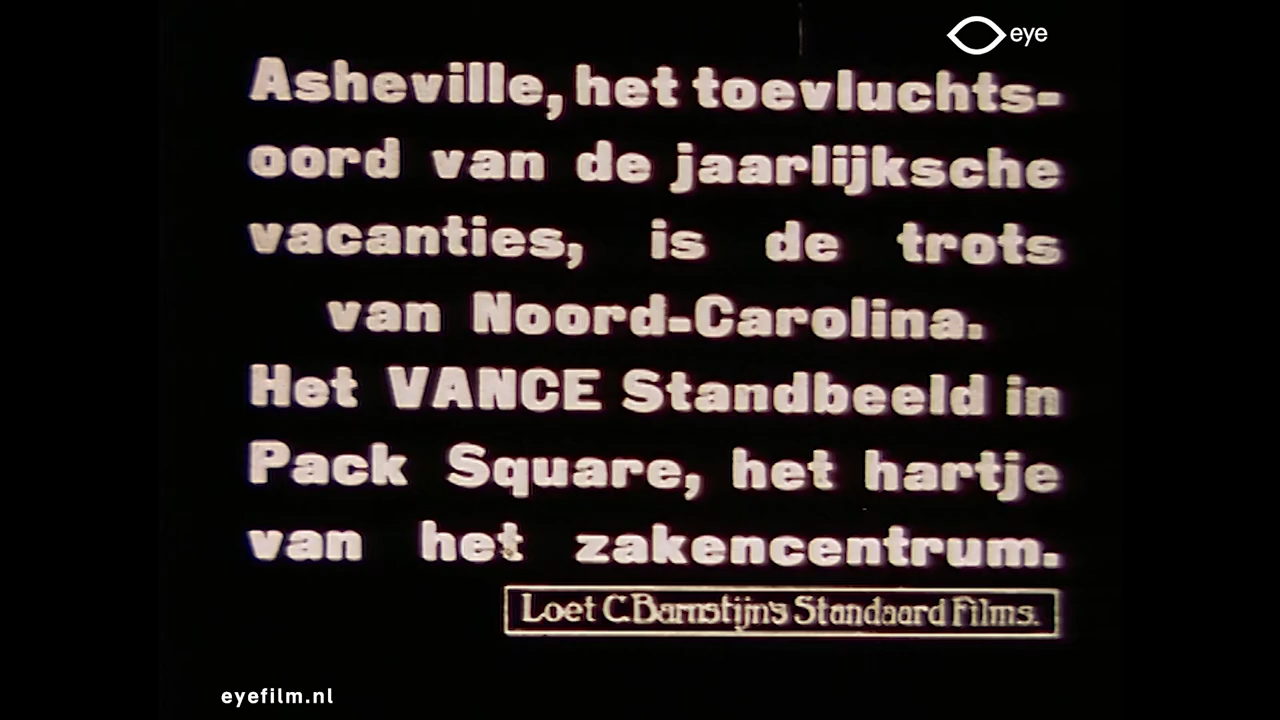 eye
Asheville, het toevluchts-
oord van de jaarlijksche
vacanties, is de trots
van Noord-Carolina.
Het VANCE Standbeeld in
Pack Square, het hartje
van het zakencentrum.
Loet C. Barnstijn's Standaard Films.
eyefilm.nl